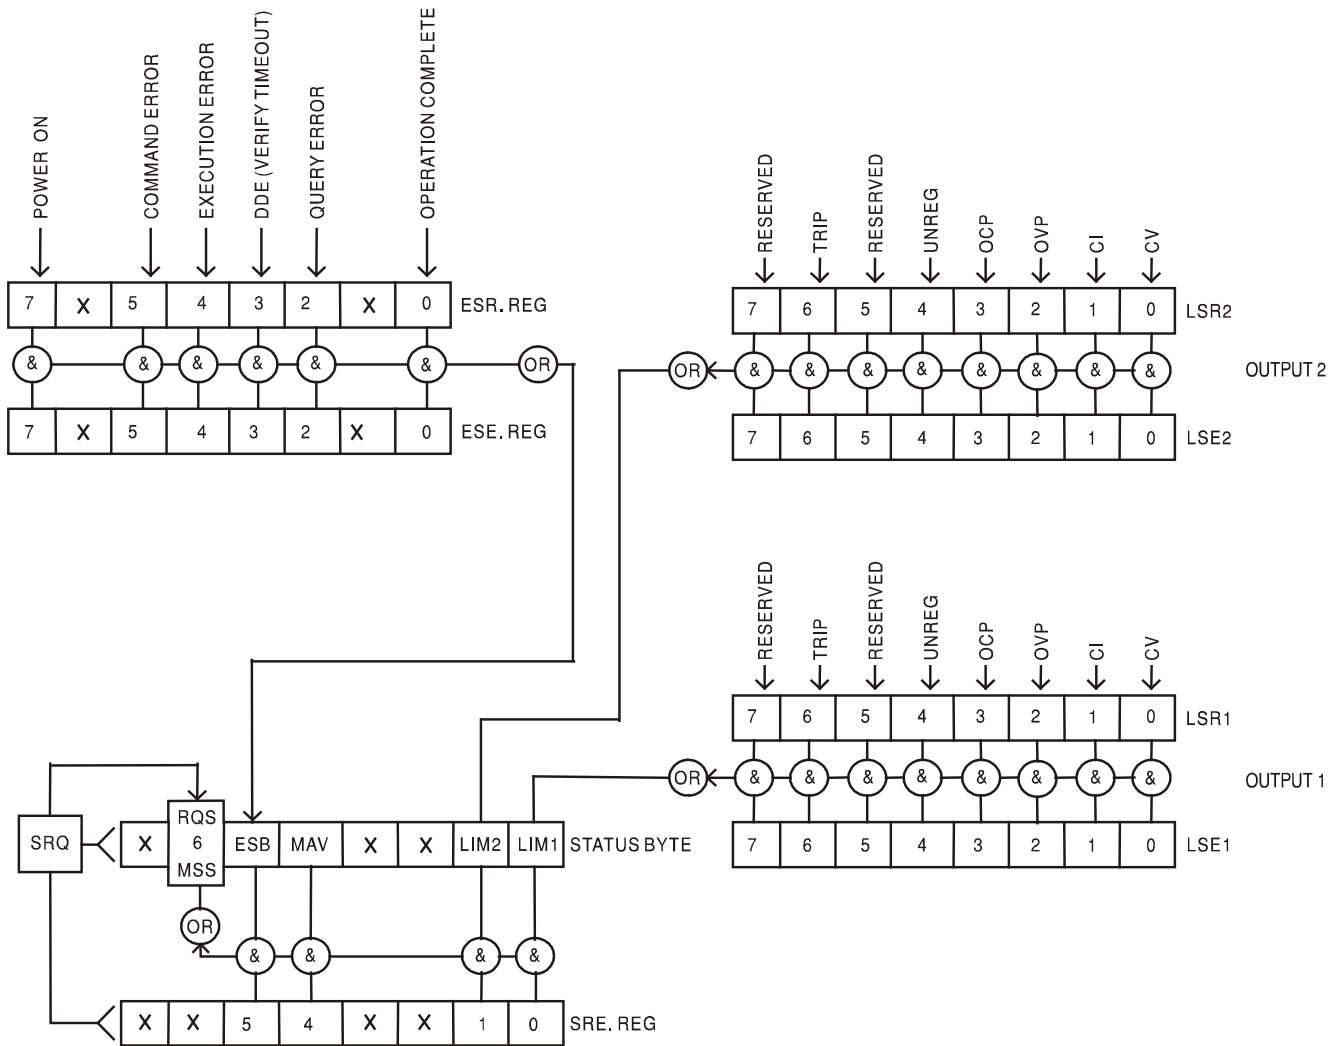 POWER ON
COMMAND ERROR
EXECUTION ERROR
DDE (VERIFY TIMEOUT)
QUERY ERROR
OPERATION COMPLETE
7 X 5 4 3 2 X 0 ESR. REG
& & & & & & OR
7 X 5 4 3 2 X 0 ESE. REG
RESERVED
TRIP
RESERVED
UNREG
OCP
OVP
CI
CV
7 6 5 4 3 2 1 0 LSR2
OR & & & & & & & & OUTPUT 2
7 6 5 4 3 2 1 0 LSE2
RESERVED
TRIP
RESERVED
UNREG
OCP
OVP
CI
CV
7 6 5 4 3 2 1 0 LSR1
OR & & & & & & & & OUTPUT 1
7 6 5 4 3 2 1 0 LSE1
RQS
SRQ X 6 ESB MAV X X LIM2 LIM1 STATUS BYTE
MSS
OR
& & & &
X X 5 4 X X 1 0 SRE. REG